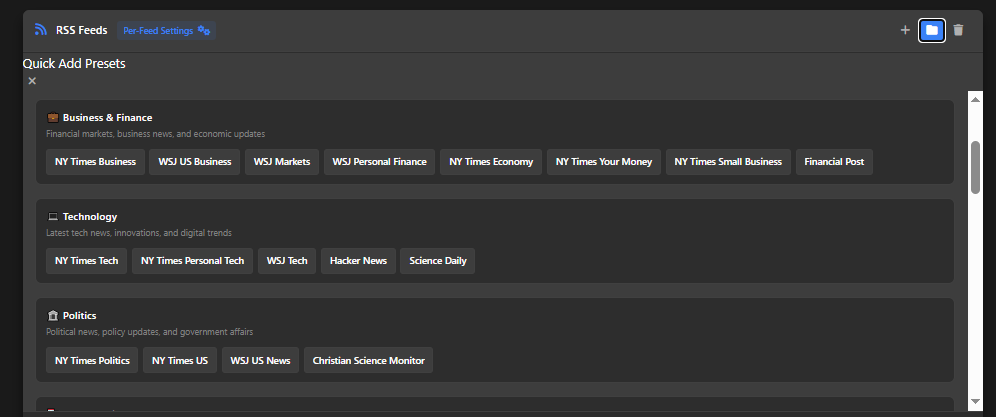 RSS Feeds Per-Feed Settings
Quick Add Presets
Business & Finance
Financial markets, business news, and economic updates
NY Times Business WSJ US Business WSJ Markets WSJ Personal Finance NY Times Economy NY Times Your Money NY Times Small Business Financial Post
Technology
Latest tech news, innovations, and digital trends
NY Times Tech NY Times Personal Tech WSJ Tech Hacker News Science Daily
Politics
Political news, policy updates, and government affairs
NY Times Politics NY Times US WSJ US News Christian Science Monitor